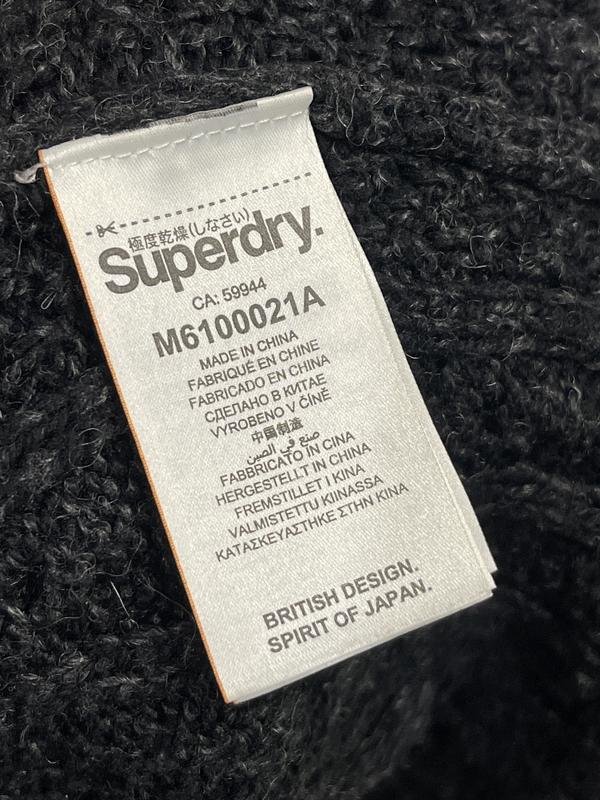 極度乾燥(しなさい)
Superdry.
CA: 59944
M6100021A
MADE IN CHINA
FABRIQUÉ EN CHINE
FABRICADO EN CHINA
СДЕЛАНО В КИТАЕ
VYROBENO V ČÍNĚ
中国制造
صنع في الصين
FABBRICATO IN CINA
HERGESTELLT IN CHINA
FREMSTILLET I KINA
VALMISTETTU KIINASSA
ΚΑΤΑΣΚΕΥΑΣΤΗΚΕ ΣΤΗΝ ΚΙΝΑ
BRITISH DESIGN.
SPIRIT OF JAPAN.